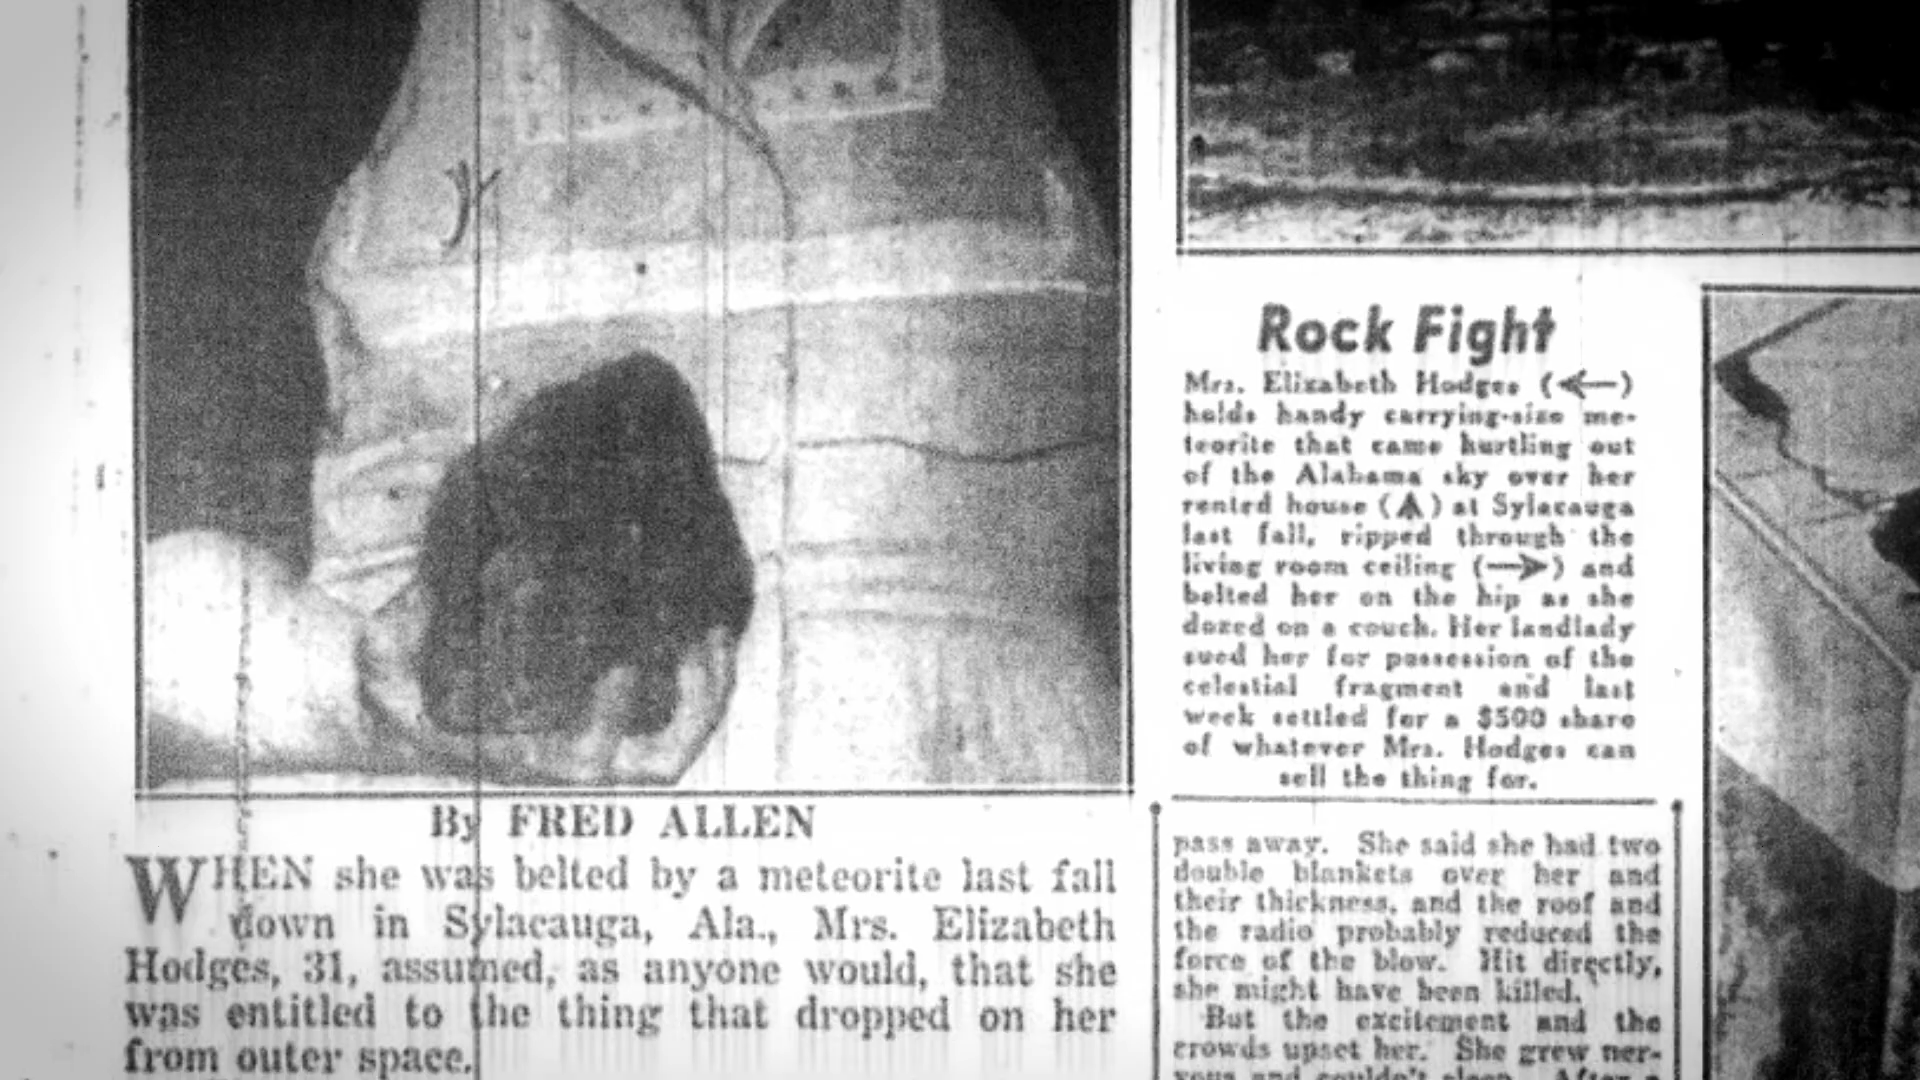 Rock Fight
Mrs. Elizabeth Hodges (←)
holds handy carrying-size me-
teorite that came hurtling out
of the Alabama sky over her
rented house (↑) at Sylacauga
last fall, ripped through the
living room ceiling (→) and
belted her on the hip as she
dozed on a couch. Her landlady
sued her for possession of the
celestial fragment and last
week settled for a $500 share
of whatever Mrs. Hodges can
sell the thing for.
By FRED ALLEN
WHEN she was belted by a meteorite last fall
down in Sylacauga, Ala., Mrs. Elizabeth
Hodges, 31, assumed, as anyone would, that she
was entitled to the thing that dropped on her
from outer space.
pass away. She said she had two
double blankets over her and
their thickness, and the roof and
the radio probably reduced the
force of the blow. Hit directly,
she might have been killed.
But the excitement and the
crowds upset her. She grew ner-
vous and couldn't sleep. After a